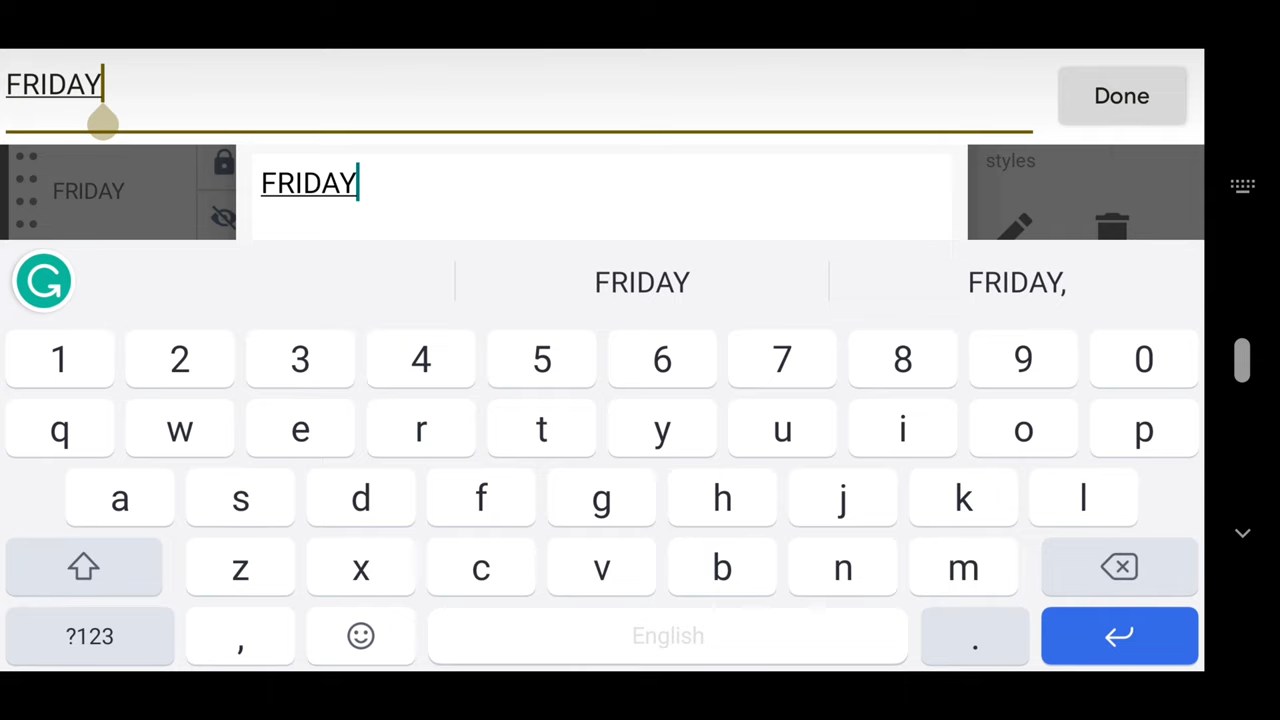 FRIDAY
Done
FRIDAY
FRIDAY
styles
FRIDAY FRIDAY,
1 2 3 4 5 6 7 8 9 0
q w e r t y u i o p
a s d f g h j k l
z x c v b n m
?123 , English .